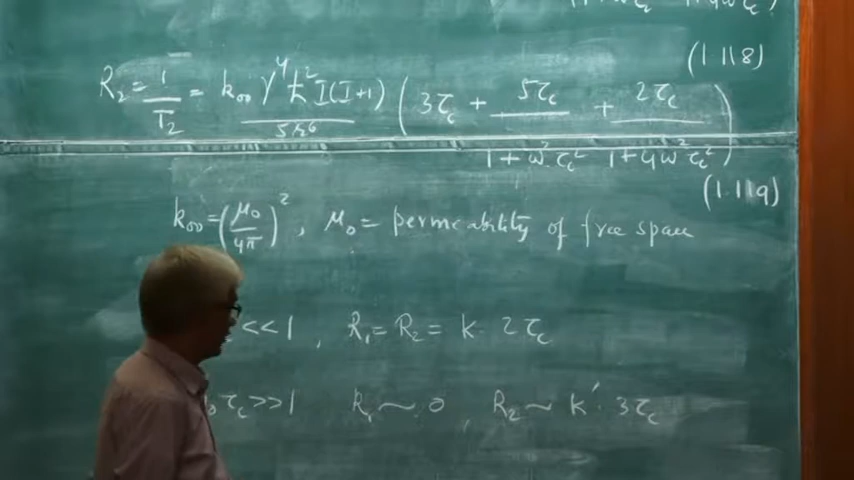 (1.118)
R₂ = 1/T₂ = k₀₀ γ⁴ ħ² I(I+1) / 5r⁶ ( 3τc + 5τc / 1+ω²τc² + 2τc / 1+4ω²τc² )
(1.119)
k₀₀ = (μ₀/4π)², μ₀ = permeability of free space
<<1 , R₁ = R₂ = k · 2τc
τc >>1 R₁ ~ 0 , R₂ ~ k′ · 3τc